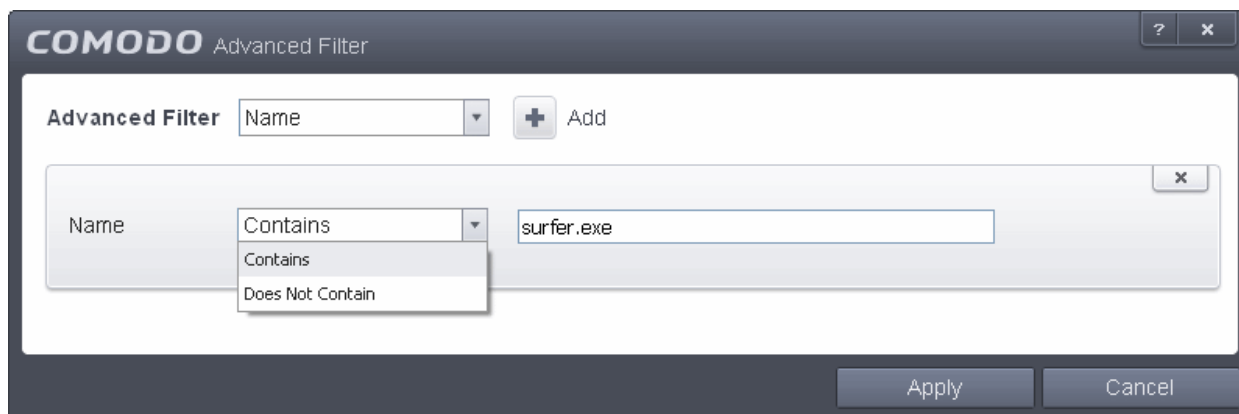 COMODO Advanced Filter ? x
Advanced Filter Name + Add
x
Name Contains surfer.exe
Contains
Does Not Contain
Apply Cancel